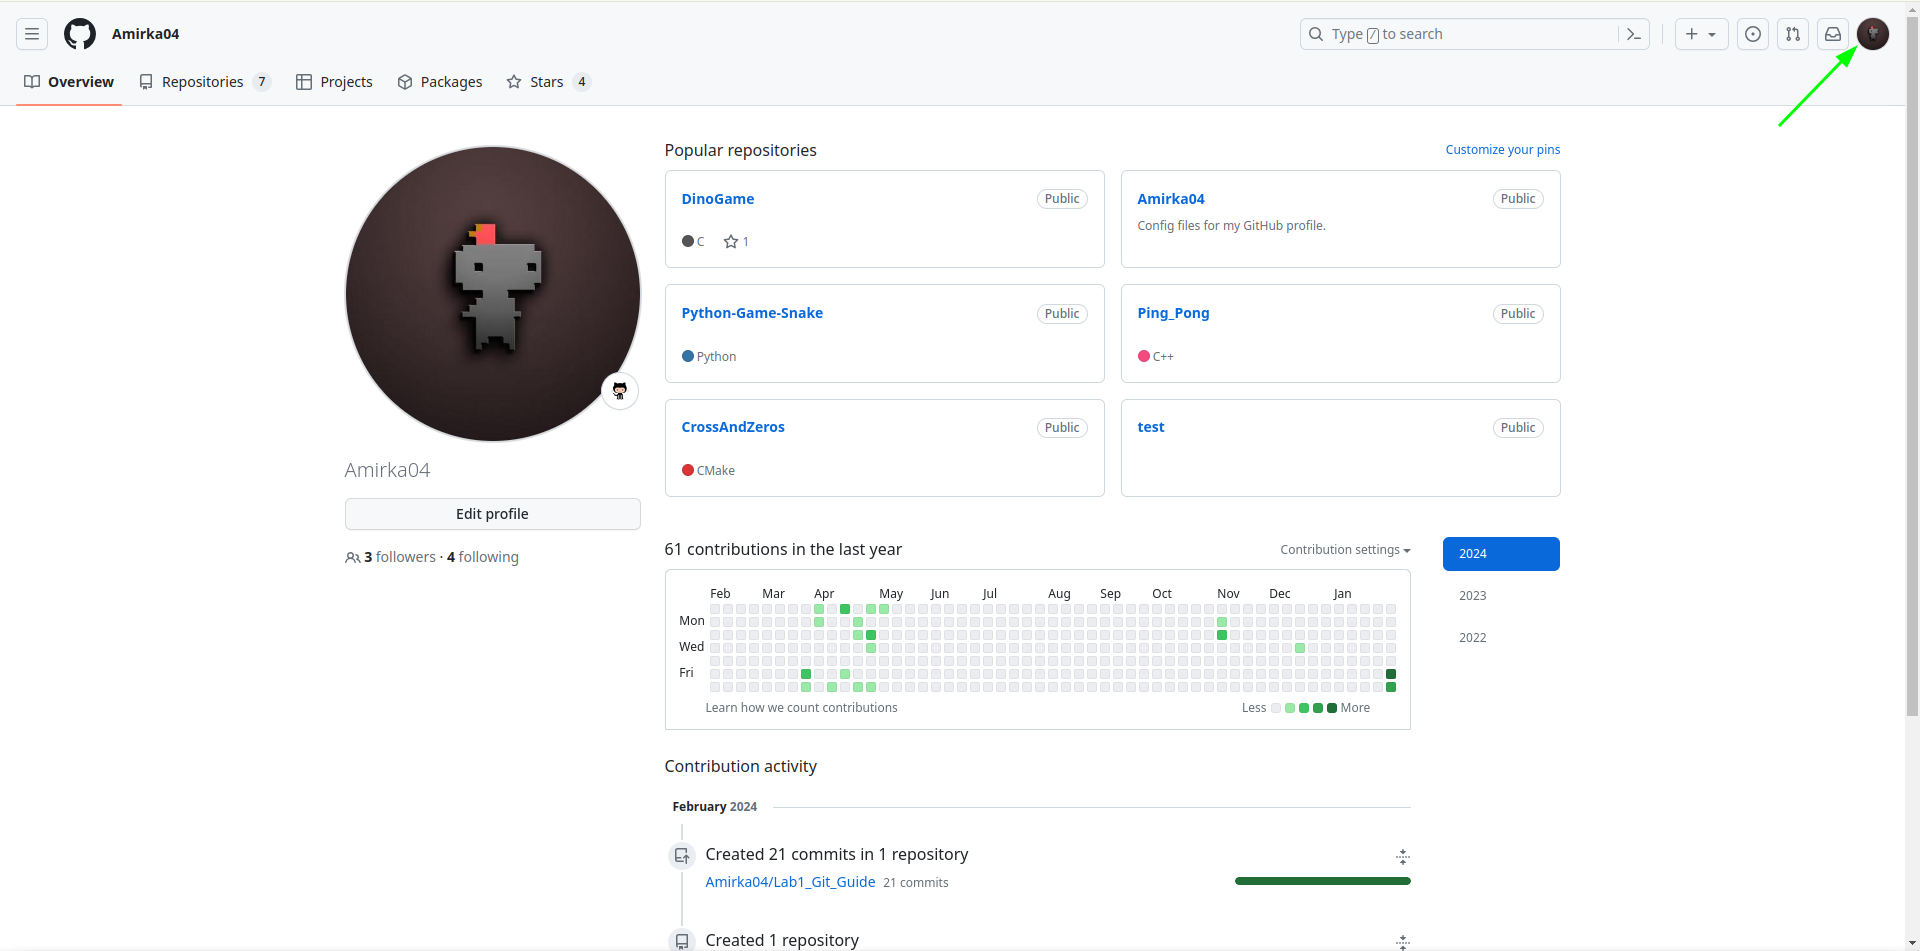 Amirka04
Type / to search
Overview
Repositories 7
Projects
Packages
Stars 4
Amirka04
Edit profile
3 followers · 4 following
Popular repositories
Customize your pins
DinoGame
Public
C
1
Amirka04
Public
Config files for my GitHub profile.
Python-Game-Snake
Public
Python
Ping_Pong
Public
C++
CrossAndZeros
Public
CMake
test
Public
61 contributions in the last year
Contribution settings
2024
2023
2022
Feb Mar Apr May Jun Jul Aug Sep Oct Nov Dec Jan
Mon
Wed
Fri
Learn how we count contributions
Less
More
Contribution activity
February 2024
Created 21 commits in 1 repository
Amirka04/Lab1_Git_Guide 21 commits
Created 1 repository